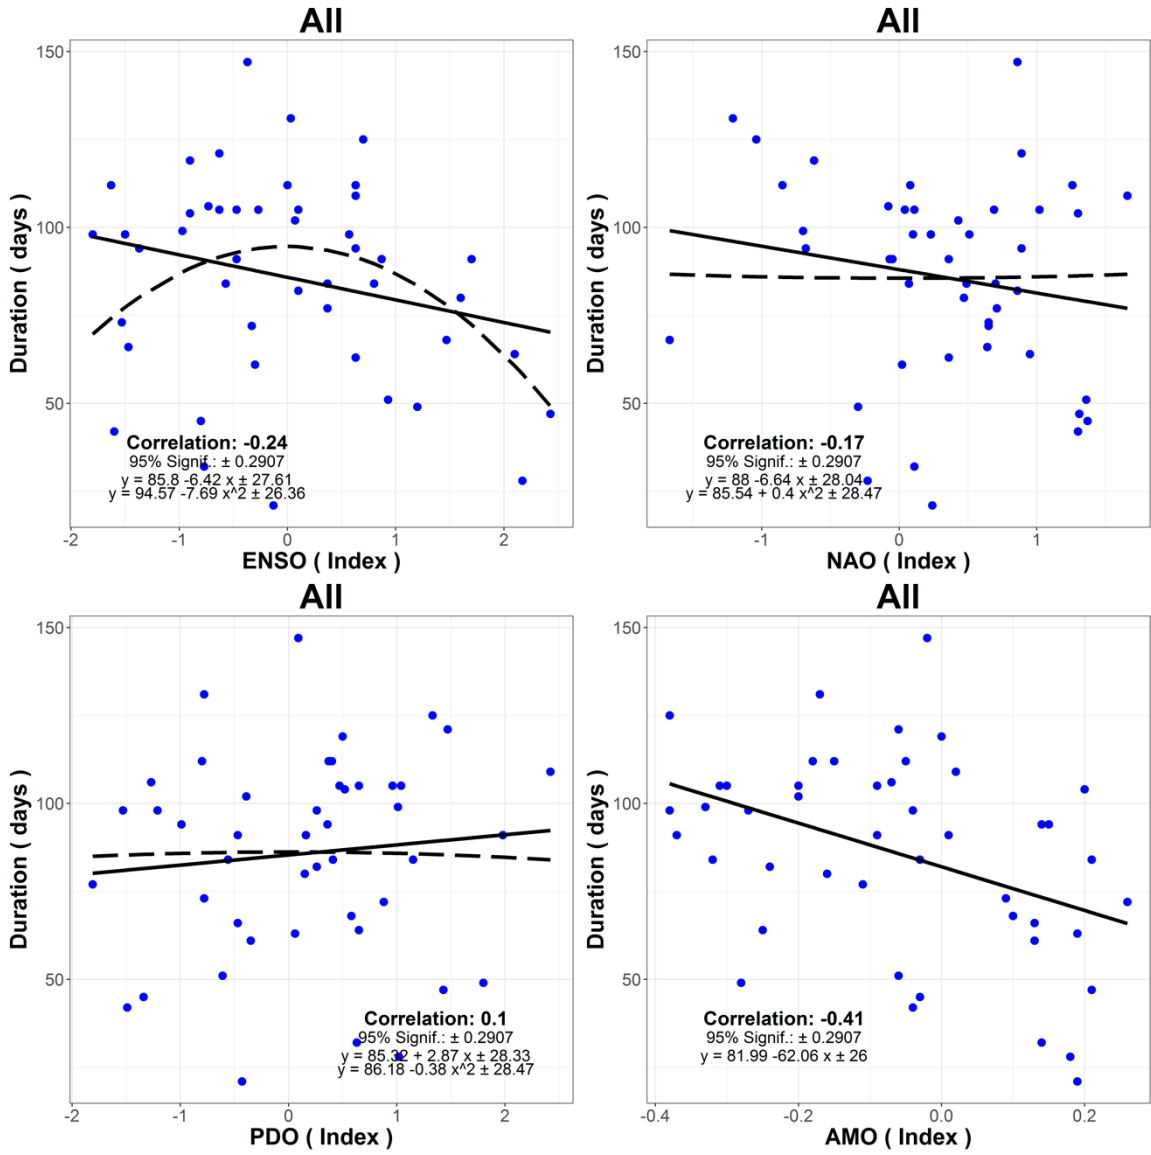 All
150
100
50
Duration ( days )
Correlation: -0.24
95% Signif.: ± 0.2907
y = 85.8 -6.42 x ± 27.61
y = 94.57 -7.69 x^2 ± 26.36
-2 -1 0 1 2
ENSO ( Index )
All
150
100
50
Duration ( days )
Correlation: -0.17
95% Signif.: ± 0.2907
y = 88 -6.64 x ± 28.04
y = 85.54 + 0.4 x^2 ± 28.47
-1 0 1
NAO ( Index )
All
150
100
50
Duration ( days )
Correlation: 0.1
95% Signif.: ± 0.2907
y = 85.32 + 2.87 x ± 28.33
y = 86.18 -0.38 x^2 ± 28.47
-2 -1 0 1 2
PDO ( Index )
All
150
100
50
Duration ( days )
Correlation: -0.41
95% Signif.: ± 0.2907
y = 81.99 -62.06 x ± 26
-0.4 -0.2 0.0 0.2
AMO ( Index )